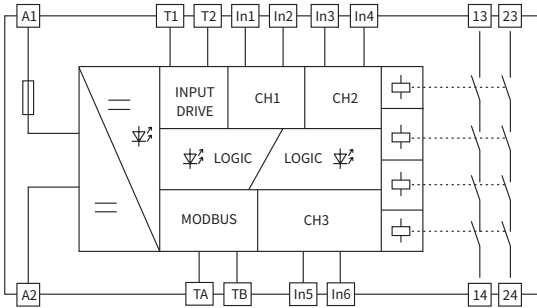 A1 T1 T2 In1 In2 In3 In4 13 23
INPUT
DRIVE
CH1 CH2
LOGIC LOGIC
MODBUS CH3
A2 TA TB In5 In6 14 24